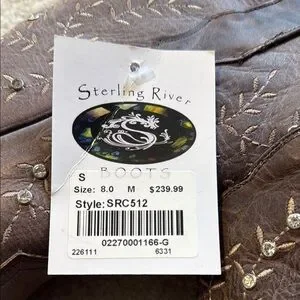 Sterling River
S
BOOTS
S
Size: 8.0 M $239.99
Style: SRC512
02270001166-G
226111 6331